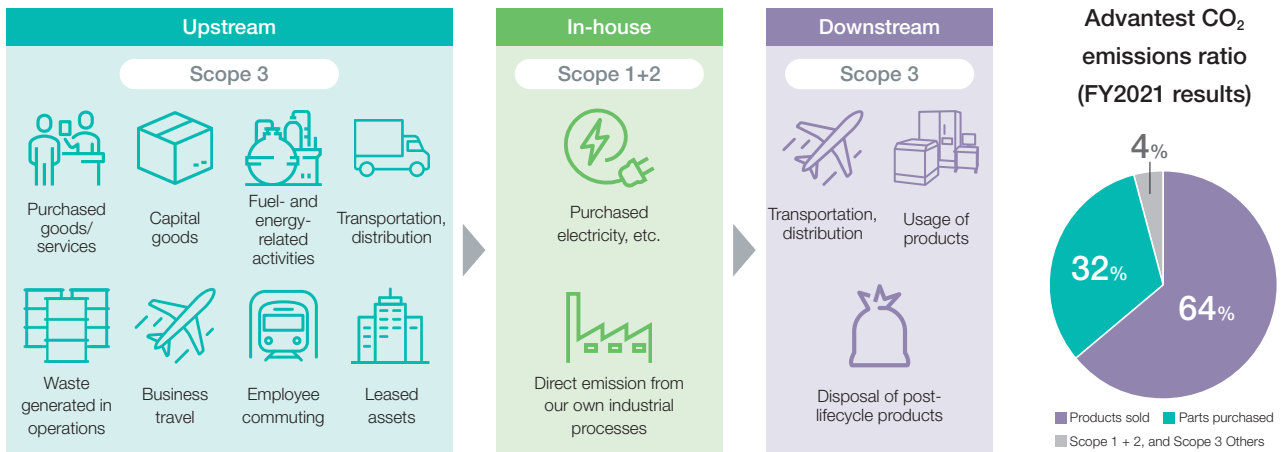 Upstream
Scope 3
Purchased
goods/
services
Capital
goods
Fuel- and
energy-
related
activities
Transportation,
distribution
Waste
generated in
operations
Business
travel
Employee
commuting
Leased
assets
In-house
Scope 1+2
Purchased
electricity, etc.
Direct emission from
our own industrial
processes
Downstream
Scope 3
Transportation,
distribution
Usage of
products
Disposal of post-
lifecycle products
Advantest CO₂
emissions ratio
(FY2021 results)
4%
32%
64%
Products sold
Parts purchased
Scope 1 + 2, and Scope 3 Others